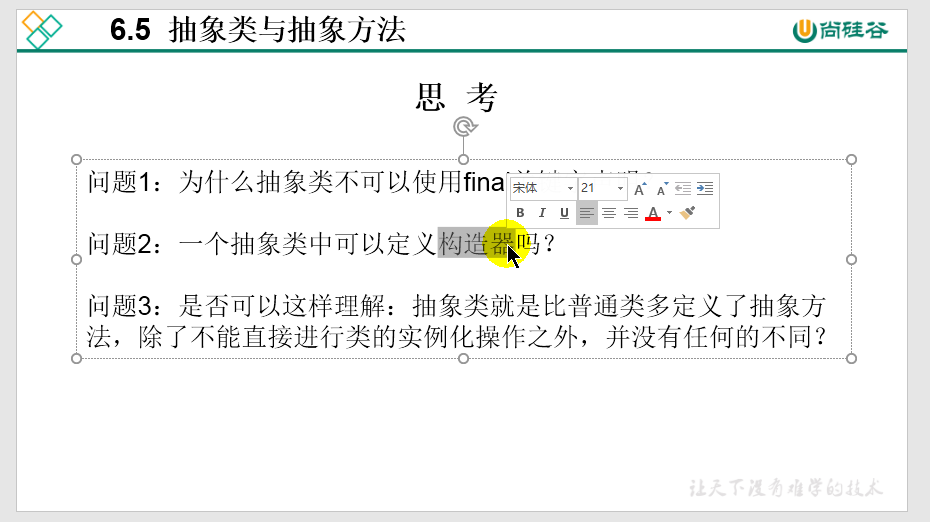 6.5 抽象类与抽象方法
尚硅谷
思 考
问题1：为什么抽象类不可以使用final
宋体
21
B I U
问题2：一个抽象类中可以定义构造器吗？
问题3：是否可以这样理解：抽象类就是比普通类多定义了抽象方
法，除了不能直接进行类的实例化操作之外，并没有任何的不同？
让天下没有难学的技术